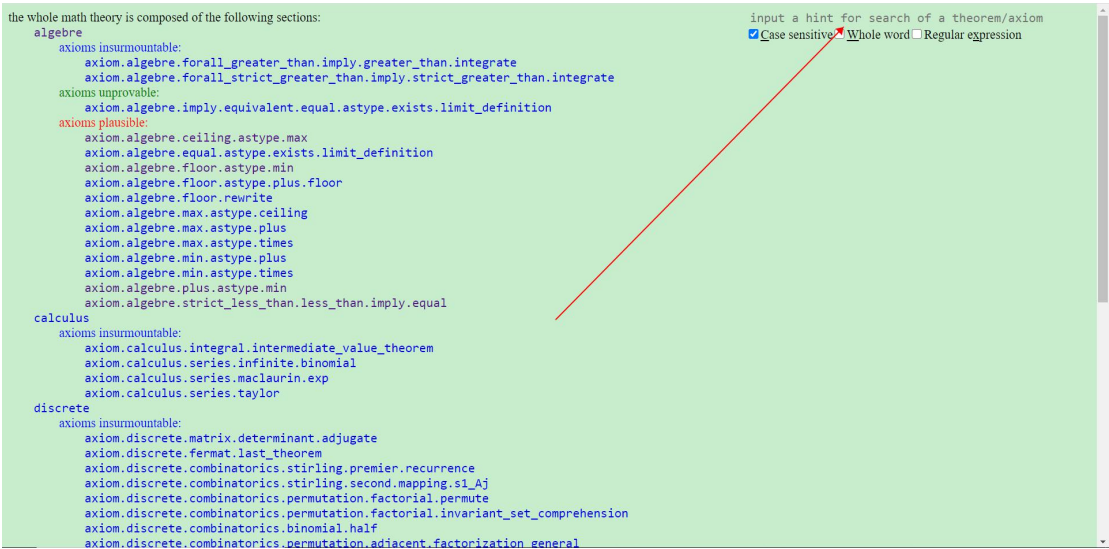 the whole math theory is composed of the following sections:
input a hint for search of a theorem/axiom
Case sensitive Whole word Regular expression
algebre
axioms insurmountable:
axiom.algebre.forall_greater_than.imply.greater_than.integrate
axiom.algebre.forall_strict_greater_than.imply.strict_greater_than.integrate
axioms unprovable:
axiom.algebre.imply.equivalent.equal.astype.exists.limit_definition
axioms plausible:
axiom.algebre.ceiling.astype.max
axiom.algebre.equal.astype.exists.limit_definition
axiom.algebre.floor.astype.min
axiom.algebre.floor.astype.plus.floor
axiom.algebre.floor.rewrite
axiom.algebre.max.astype.ceiling
axiom.algebre.max.astype.plus
axiom.algebre.max.astype.times
axiom.algebre.min.astype.plus
axiom.algebre.min.astype.times
axiom.algebre.plus.astype.min
axiom.algebre.strict_less_than.less_than.imply.equal
calculus
axioms insurmountable:
axiom.calculus.integral.intermediate_value_theorem
axiom.calculus.series.infinite.binomial
axiom.calculus.series.maclaurin.exp
axiom.calculus.series.taylor
discrete
axioms insurmountable:
axiom.discrete.matrix.determinant.adjugate
axiom.discrete.fermat.last_theorem
axiom.discrete.combinatorics.stirling.premier.recurrence
axiom.discrete.combinatorics.stirling.second.mapping.s1_Aj
axiom.discrete.combinatorics.permutation.factorial.permute
axiom.discrete.combinatorics.permutation.factorial.invariant_set_comprehension
axiom.discrete.combinatorics.binomial.half
axiom.discrete.combinatorics.permutation.adjacent.factorization_general